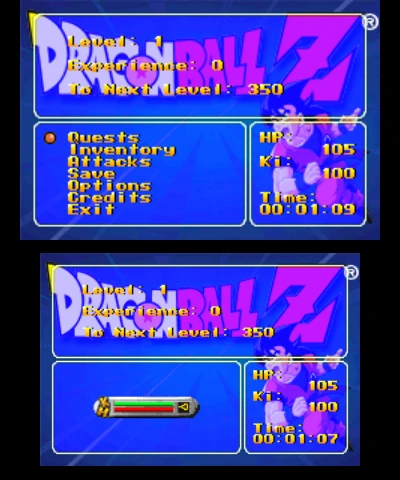 DRAGON BALL Z ®
Level: 1
Experience: 0
To Next Level: 350
Quests
Inventory
Attacks
Save
Options
Credits
Exit
HP:
105
Ki:
100
Time:
00:01:09
DRAGON BALL Z ®
Level: 1
Experience: 0
To Next Level: 350
HP:
105
Ki:
100
Time:
00:01:07